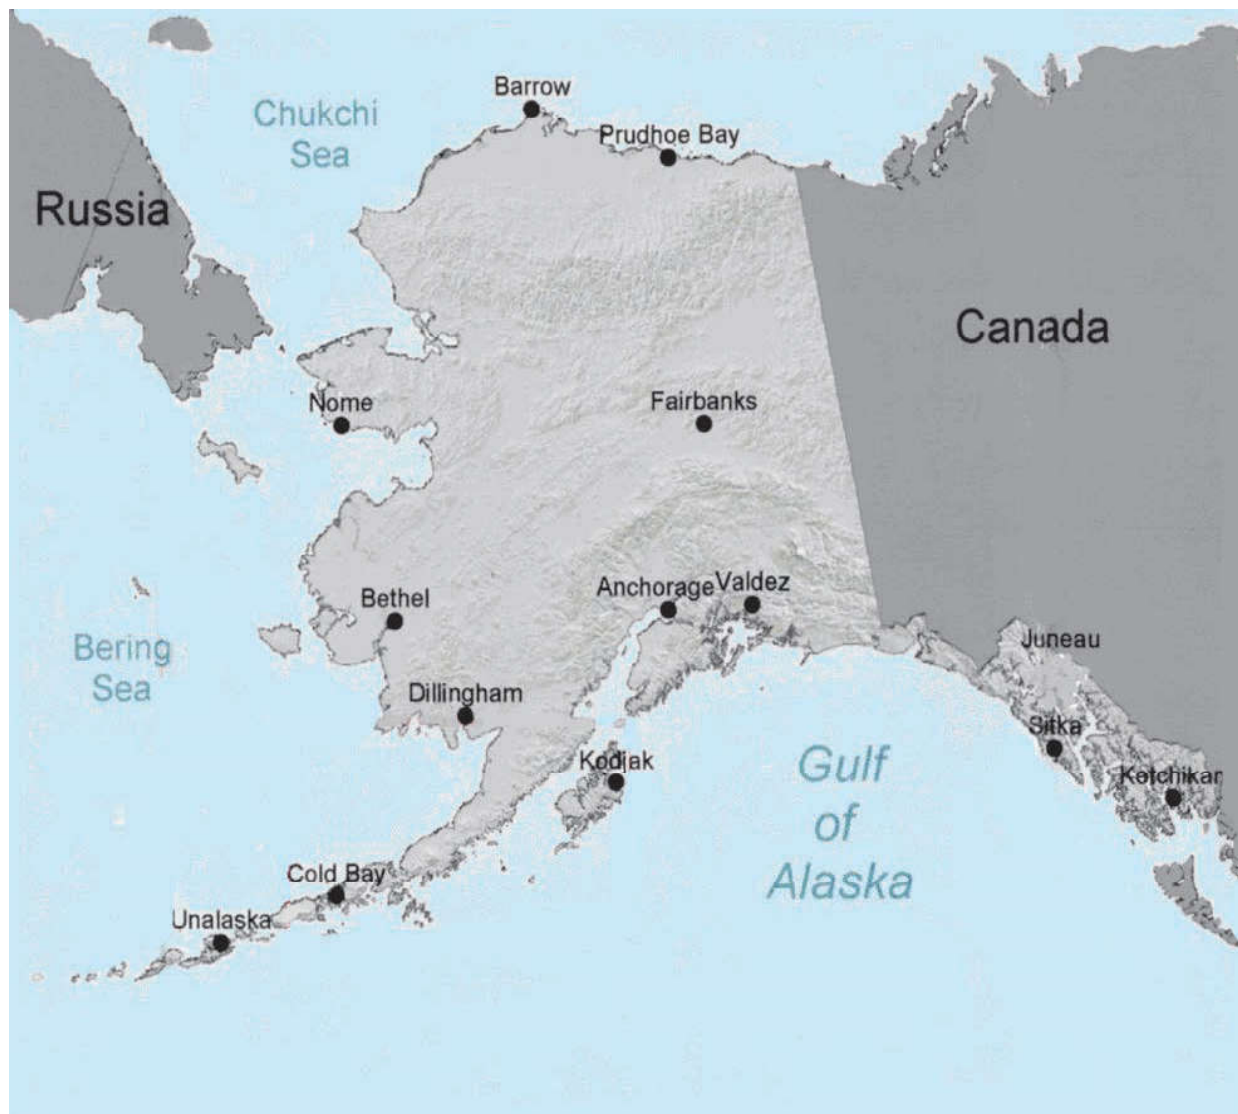 Barrow
Chukchi
Sea
Prudhoe Bay
Russia
Canada
Nome
Fairbanks
Anchorage
Valdez
Bethel
Juneau
Bering
Sea
Dillingham
Sitka
Kodiak
Gulf
of
Alaska
Ketchikan
Cold Bay
Unalaska